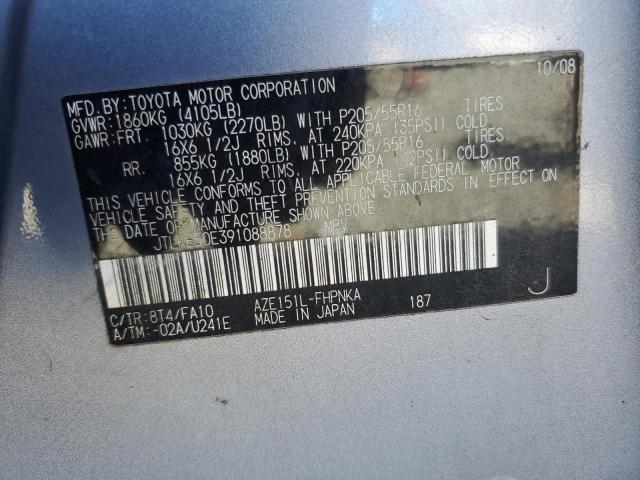 MFD.BY:TOYOTA MOTOR CORPORATION 10/08
GVWR:1860KG (4105LB)
GAWR:FRT 1030KG (2270LB) WITH P205/55R16 TIRES,
16X6 1/2J RIMS, AT 240KPA (35PSI) COLD
RR. 855KG (1880LB) WITH P205/55R16 TIRES,
16X6 1/2J RIMS, AT 220KPA 2PSI) COLD
THIS VEHICLE CONFORMS TO ALL APPLICABLE FEDERAL MOTOR
VEHICLE SAFETY AND THEFT PREVENTION STANDARDS IN EFFECT ON
THE DATE OF MANUFACTURE SHOWN ABOVE.
JTLKE50E391088878 MPV
C/TR:8T4/FA10 AZE151L-FHPNKA 187 J
A/TM:-02A/U241E MADE IN JAPAN